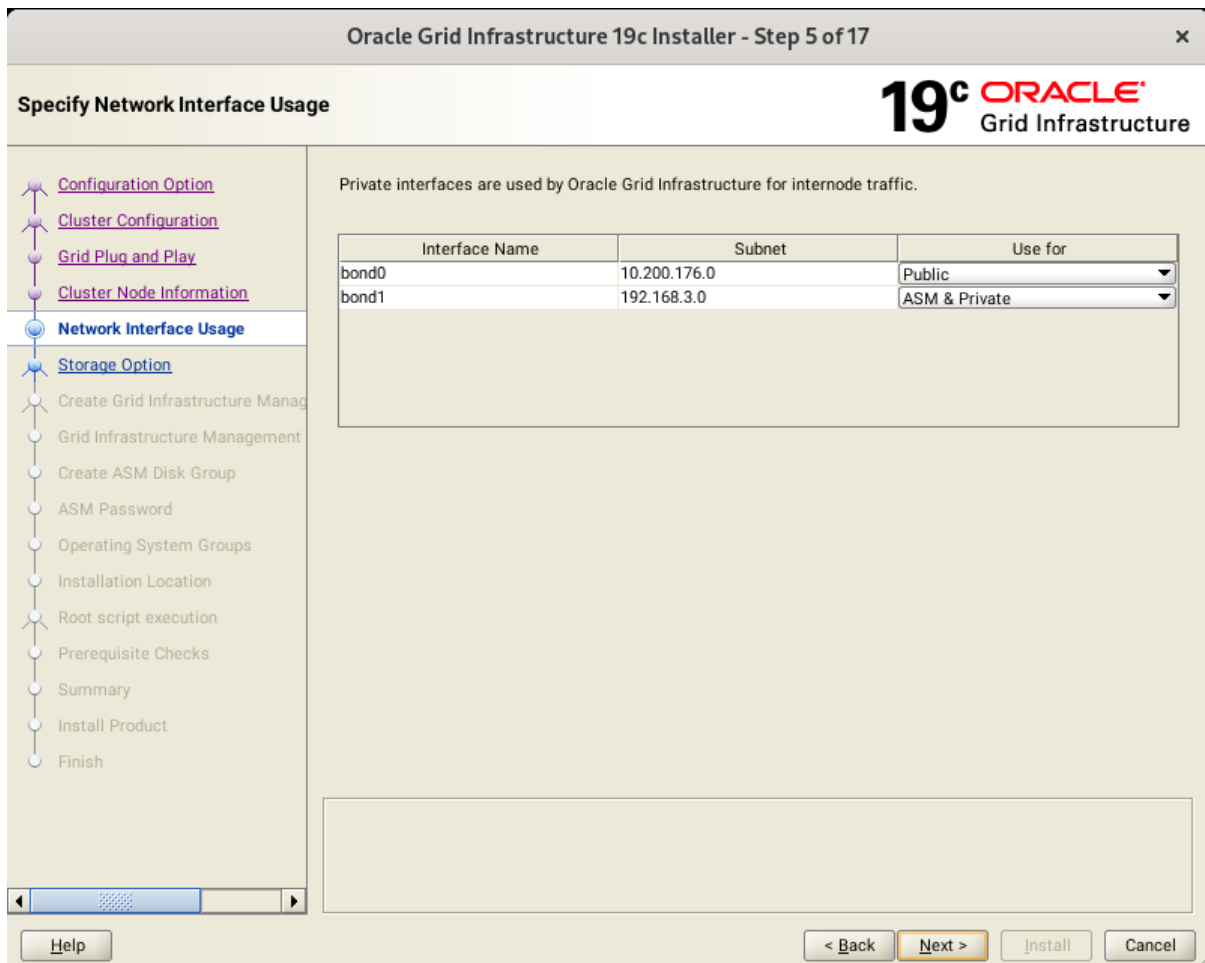 Oracle Grid Infrastructure 19c Installer - Step 5 of 17
Specify Network Interface Usage
19c ORACLE
Grid Infrastructure
Configuration Option
Cluster Configuration
Grid Plug and Play
Cluster Node Information
Network Interface Usage
Storage Option
Create Grid Infrastructure Manag
Grid Infrastructure Management
Create ASM Disk Group
ASM Password
Operating System Groups
Installation Location
Root script execution
Prerequisite Checks
Summary
Install Product
Finish
Private interfaces are used by Oracle Grid Infrastructure for internode traffic.
Interface Name Subnet Use for
bond0 10.200.176.0 Public
bond1 192.168.3.0 ASM & Private
Help < Back Next > Install Cancel